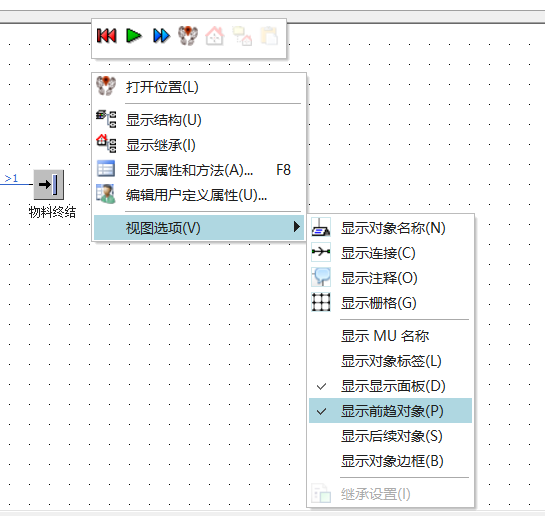 打开位置(L)
显示结构(U)
显示继承(I)
显示属性和方法(A)... F8
>1
编辑用户定义属性(U)...
物料终结
视图选项(V)
显示对象名称(N)
显示连接(C)
显示注释(O)
显示栅格(G)
显示 MU 名称
显示对象标签(L)
显示显示面板(D)
显示前趋对象(P)
显示后续对象(S)
显示对象边框(B)
继承设置(I)